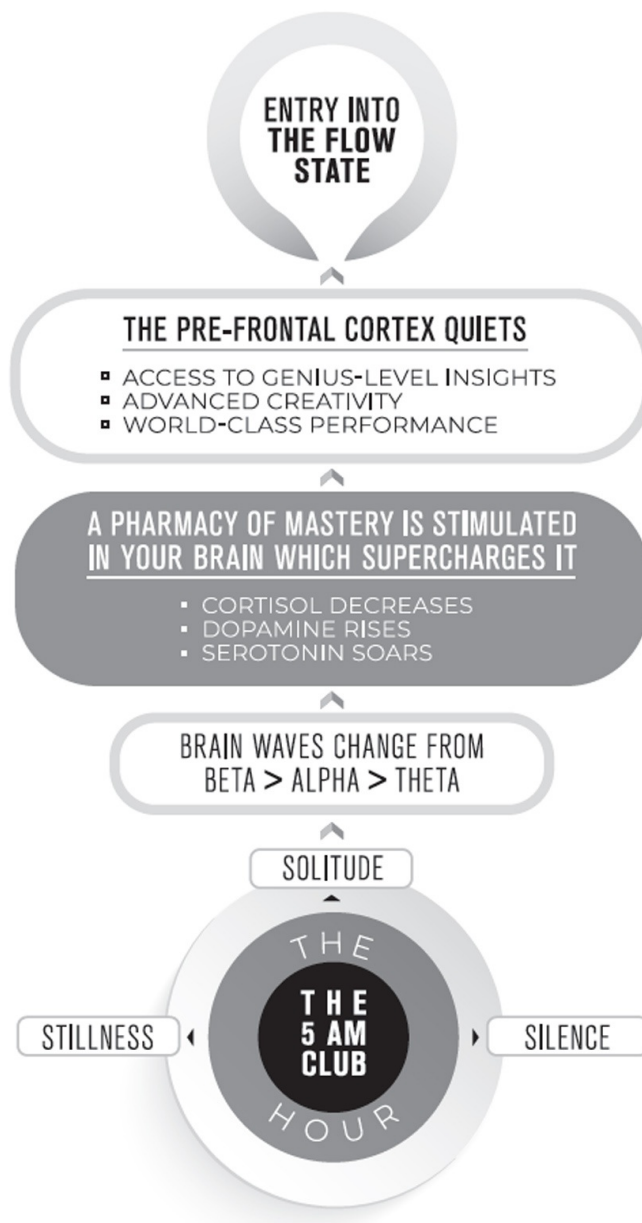 ENTRY INTO
THE FLOW
STATE
THE PRE-FRONTAL CORTEX QUIETS
▪ ACCESS TO GENIUS-LEVEL INSIGHTS
▪ ADVANCED CREATIVITY
▪ WORLD-CLASS PERFORMANCE
A PHARMACY OF MASTERY IS STIMULATED
IN YOUR BRAIN WHICH SUPERCHARGES IT
▪ CORTISOL DECREASES
▪ DOPAMINE RISES
▪ SEROTONIN SOARS
BRAIN WAVES CHANGE FROM
BETA > ALPHA > THETA
SOLITUDE
THE
THE
5 AM
CLUB
HOUR
STILLNESS
SILENCE